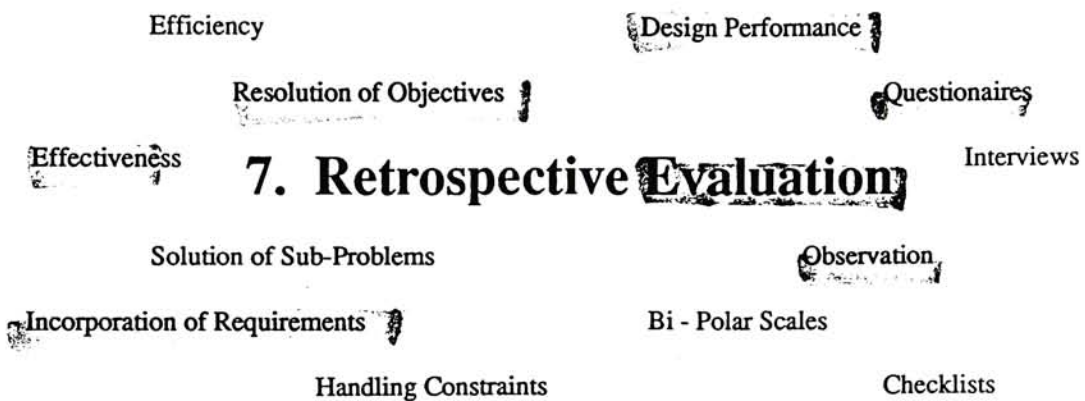 Efficiency
Design Performance
Resolution of Objectives
Questionaires
Effectiveness
7. Retrospective Evaluation
Interviews
Solution of Sub-Problems
Observation
Incorporation of Requirements
Bi - Polar Scales
Handling Constraints
Checklists